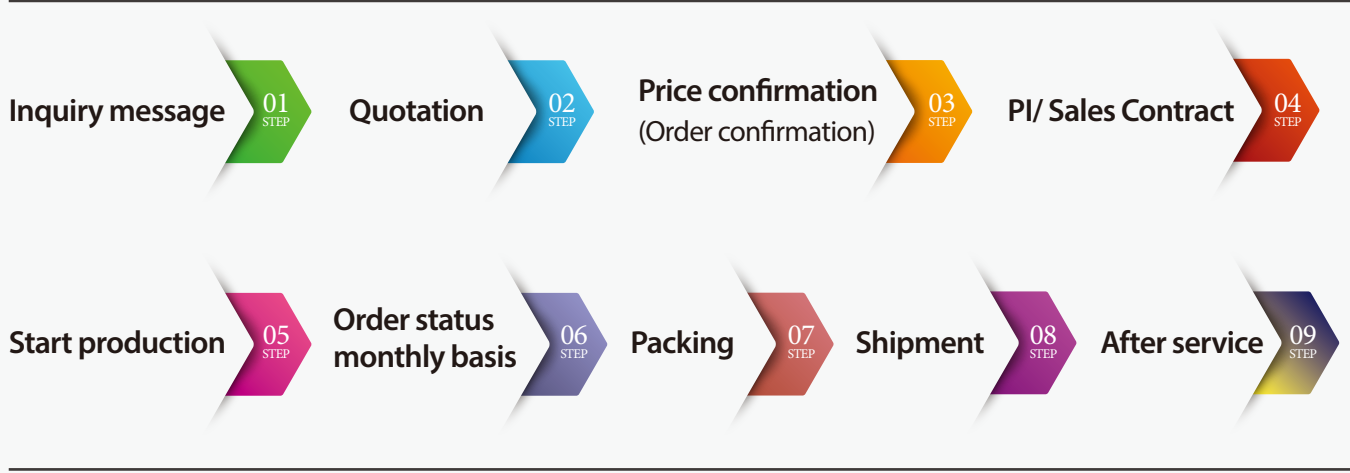 Inquiry message
01
STEP
Quotation
02
STEP
Price confirmation
(Order confirmation)
03
STEP
PI/ Sales Contract
04
STEP
Start production
05
STEP
Order status
monthly basis
06
STEP
Packing
07
STEP
Shipment
08
STEP
After service
09
STEP